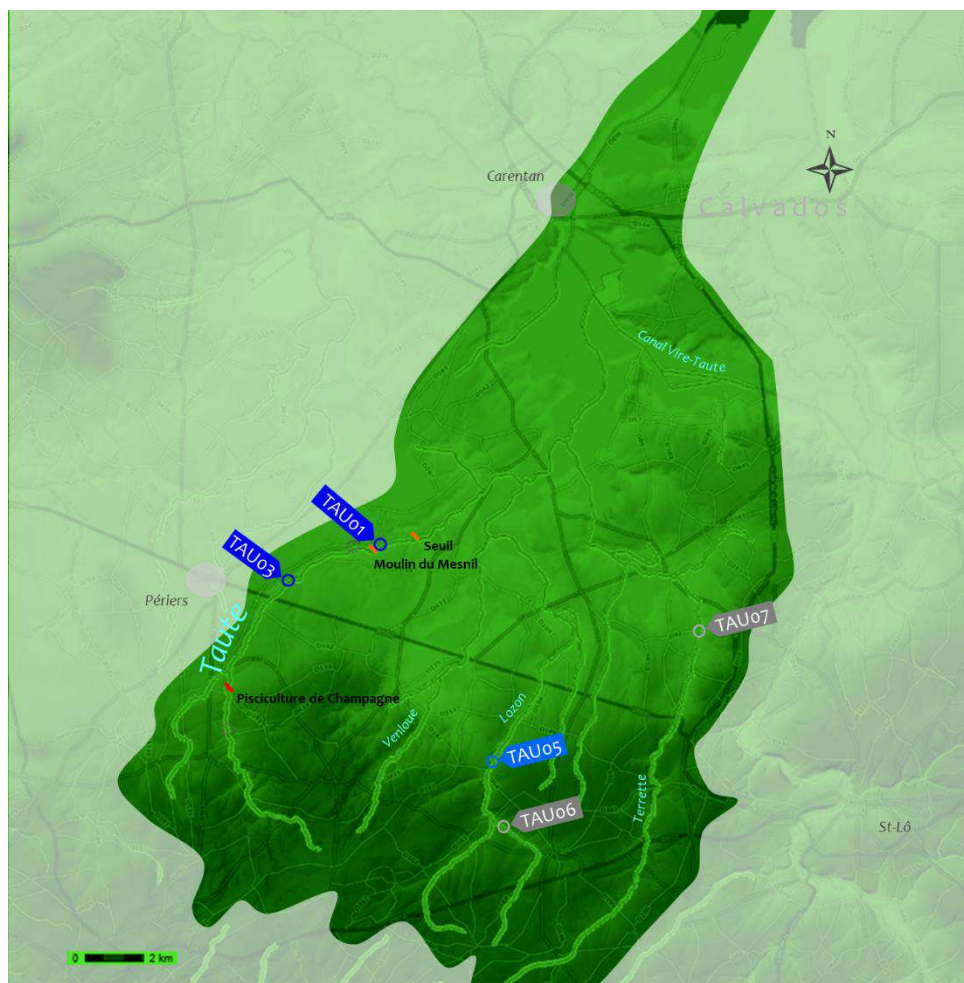 N
Carentan
Calvados
Canal Vire-Taute
TAU01
Seuil
Moulin du Mesnil
TAU03
Périers
Taute
TAU07
Pisciculture de Champagne
Lozon
Venloue
TAU05
Terrette
TAU06
St-Lô
0 2 km